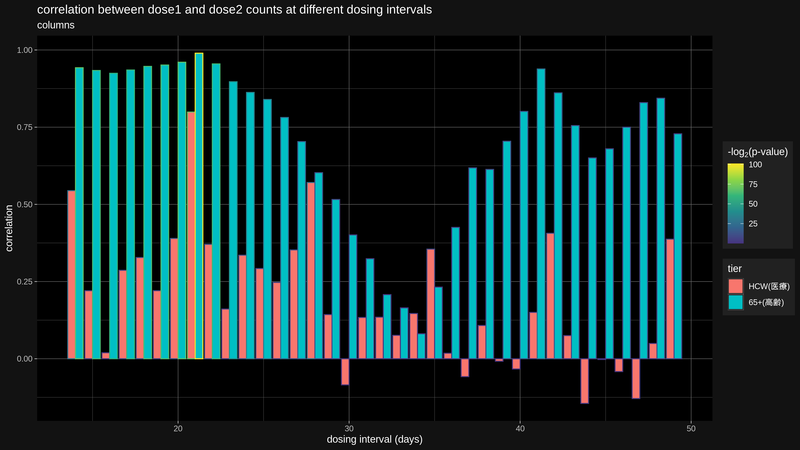 correlation between dose1 and dose2 counts at different dosing intervals
columns
1.00
0.75
0.50
0.25
0.00
correlation
20
30
40
50
dosing interval (days)
-log2(p-value)
100
75
50
25
tier
HCW(医療)
65+(高齢)